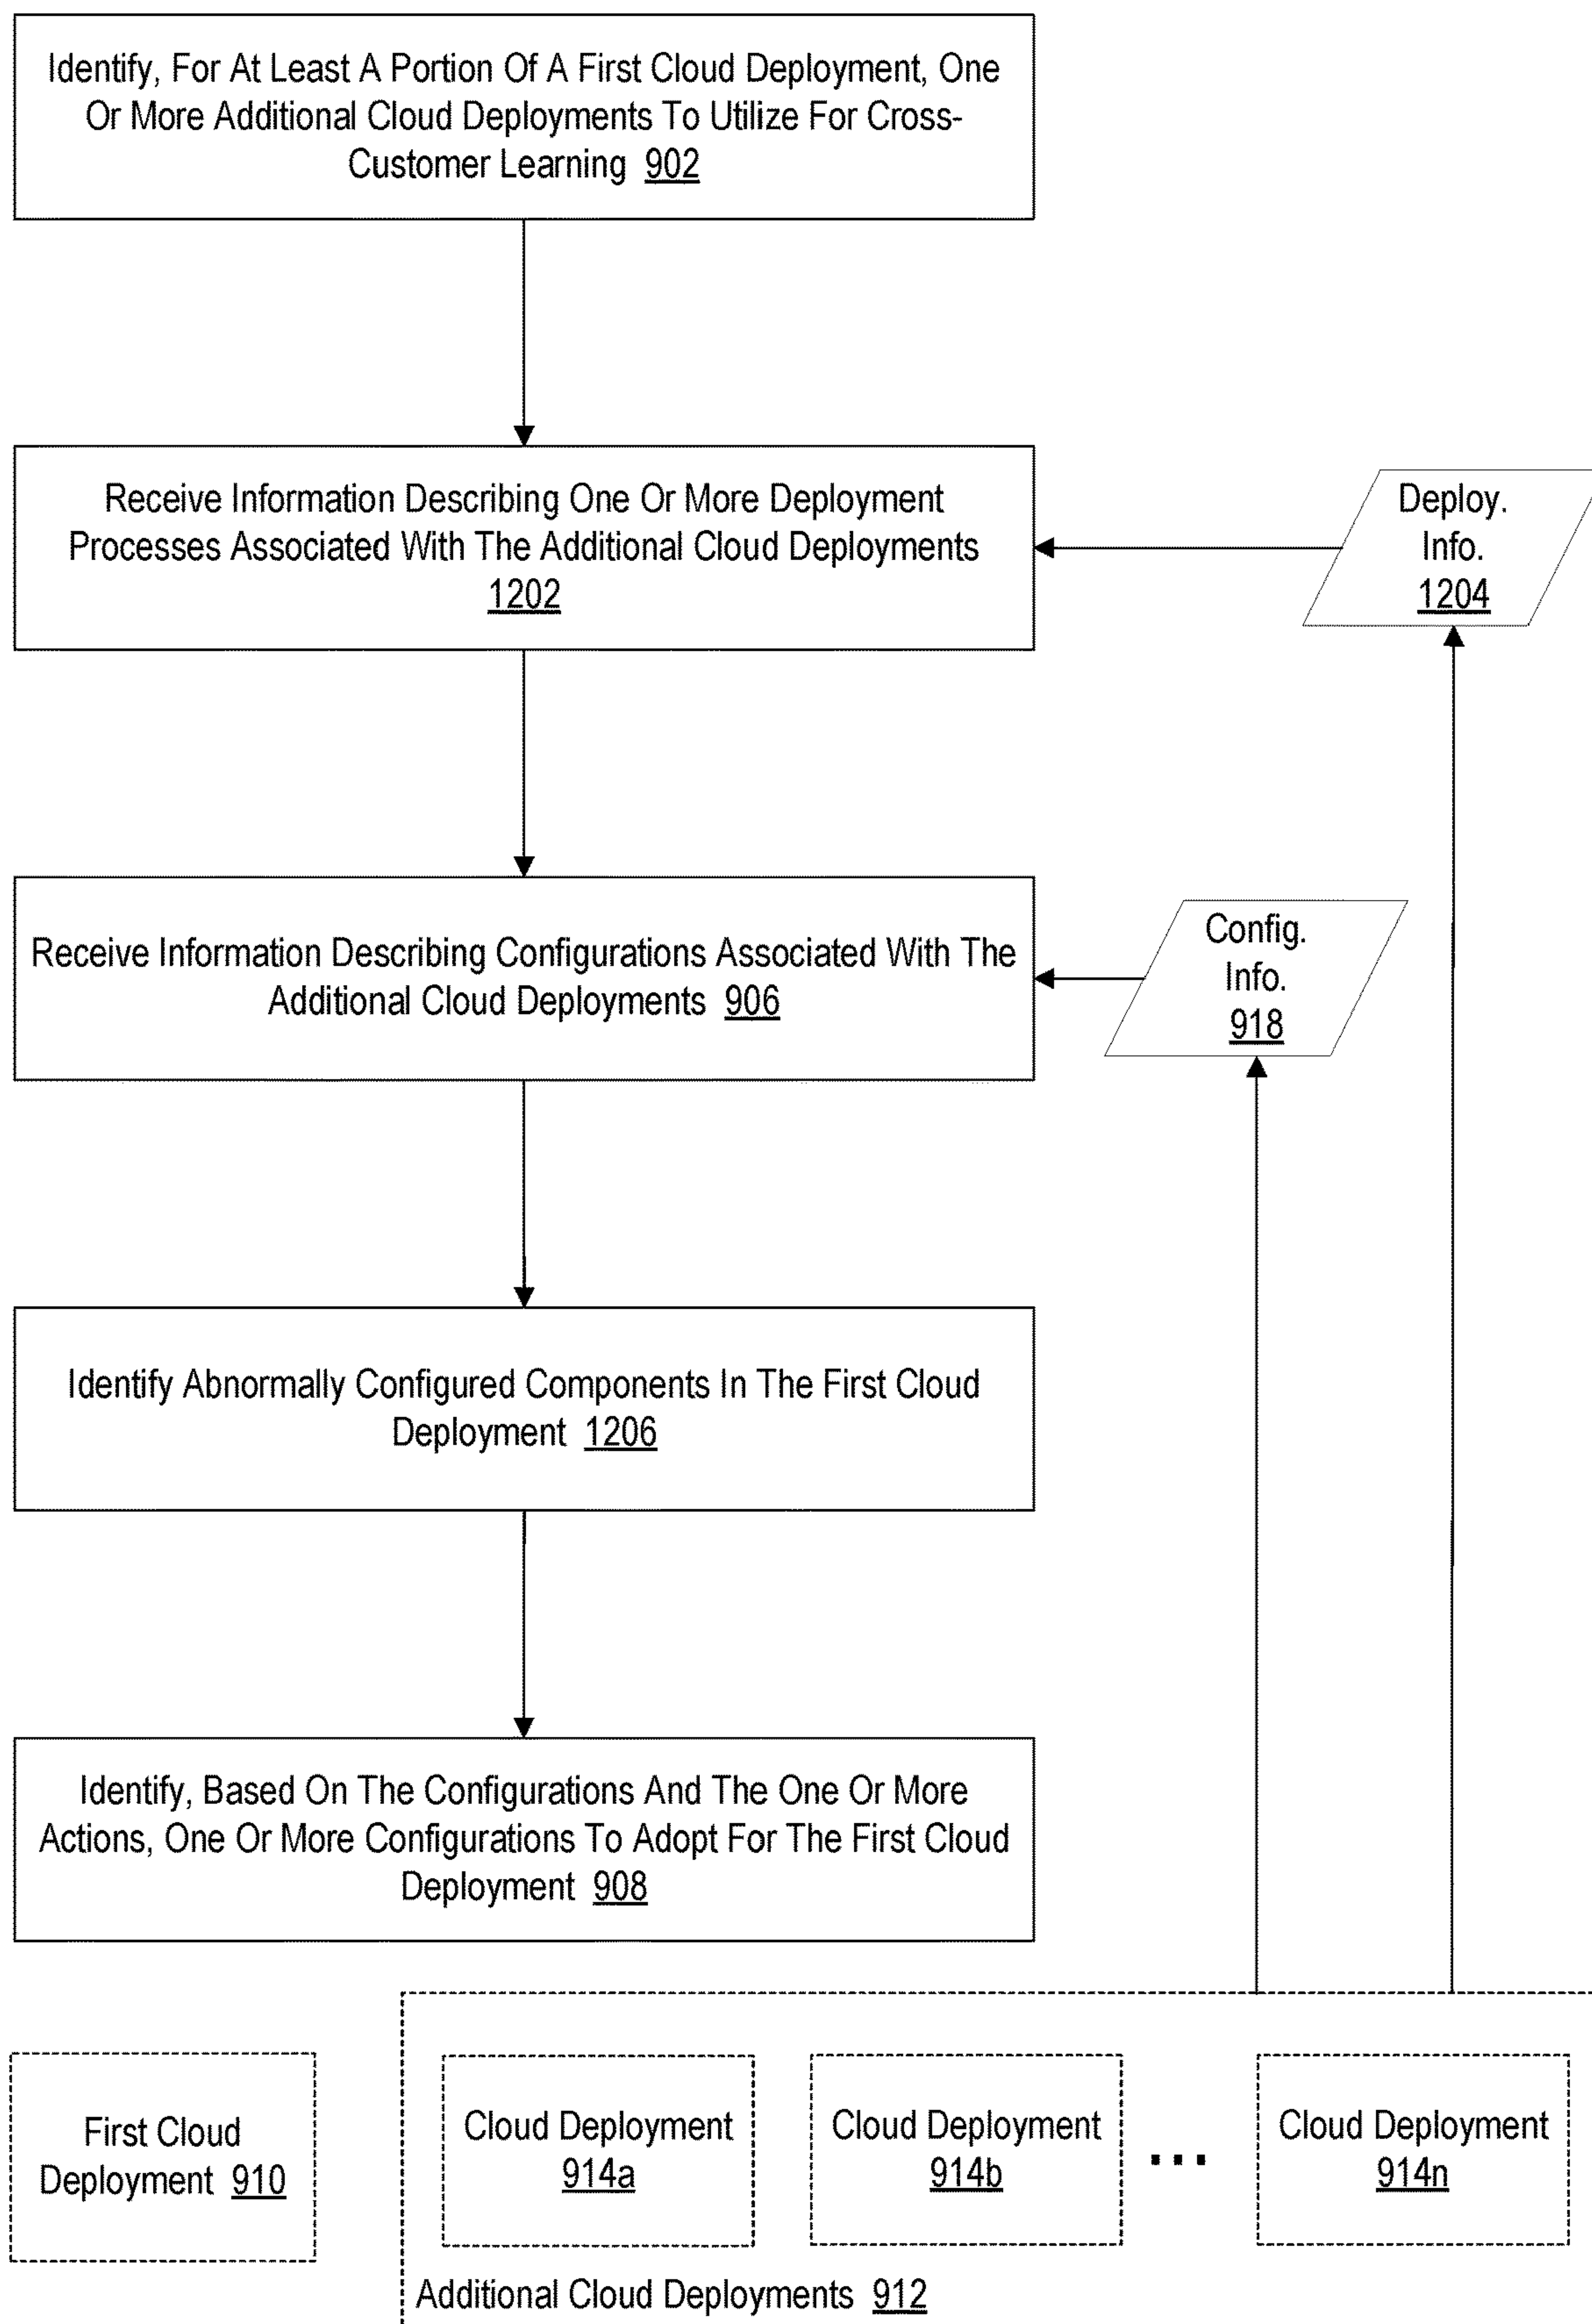 Identify, For At Least A Portion Of A First Cloud Deployment, One
Or More Additional Cloud Deployments To Utilize For Cross-
Customer Learning 902
Receive Information Describing One Or More Deployment
Processes Associated With The Additional Cloud Deployments
1202
Deploy.
Info.
1204
Receive Information Describing Configurations Associated With The
Additional Cloud Deployments 906
Config.
Info.
918
Identify Abnormally Configured Components In The First Cloud
Deployment 1206
Identify, Based On The Configurations And The One Or More
Actions, One Or More Configurations To Adopt For The First Cloud
Deployment 908
First Cloud
Deployment 910
Cloud Deployment
914a
Cloud Deployment
914b
...
Cloud Deployment
914n
Additional Cloud Deployments 912